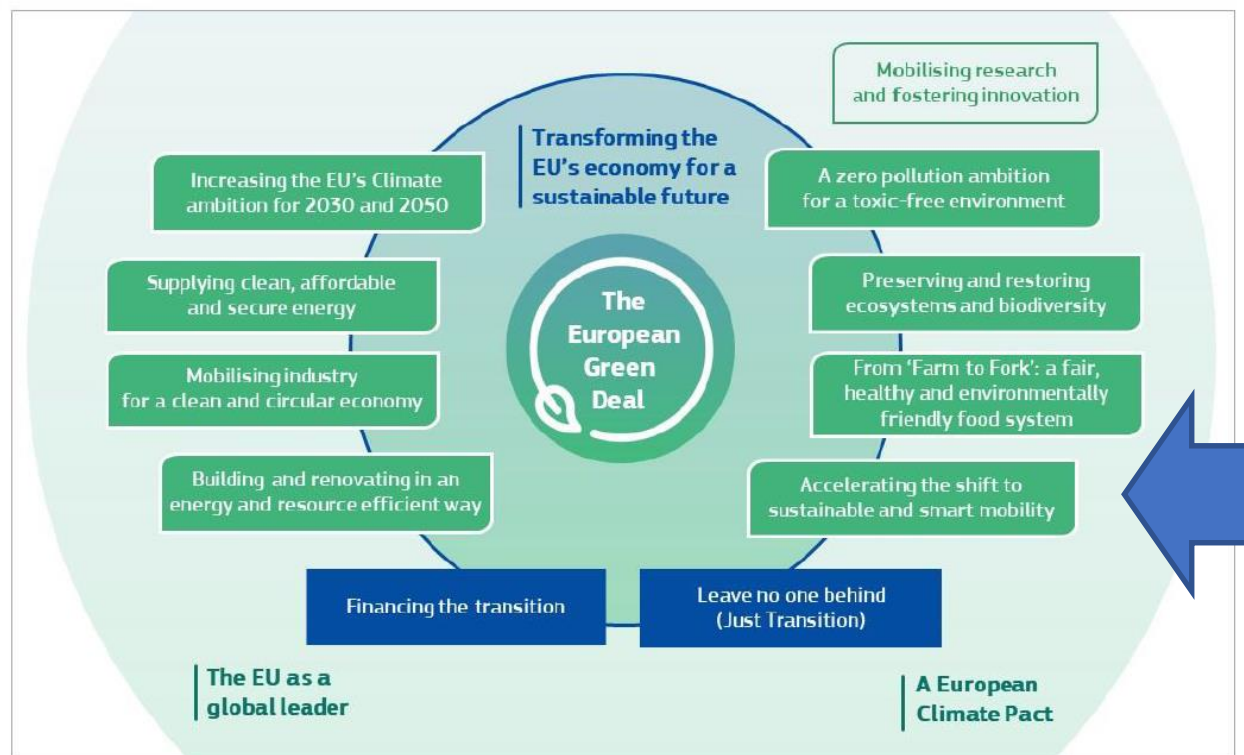 Mobilising research
and fostering innovation
Transforming the
EU's economy for a
sustainable future
Increasing the EU's Climate
ambition for 2030 and 2050
A zero pollution ambition
for a toxic-free environment
Supplying clean, affordable
and secure energy
Preserving and restoring
ecosystems and biodiversity
The
European
Green
Deal
Mobilising industry
for a clean and circular economy
From ‘Farm to Fork’: a fair,
healthy and environmentally
friendly food system
Building and renovating in an
energy and resource efficient way
Accelerating the shift to
sustainable and smart mobility
Financing the transition
Leave no one behind
(Just Transition)
The EU as a
global leader
A European
Climate Pact